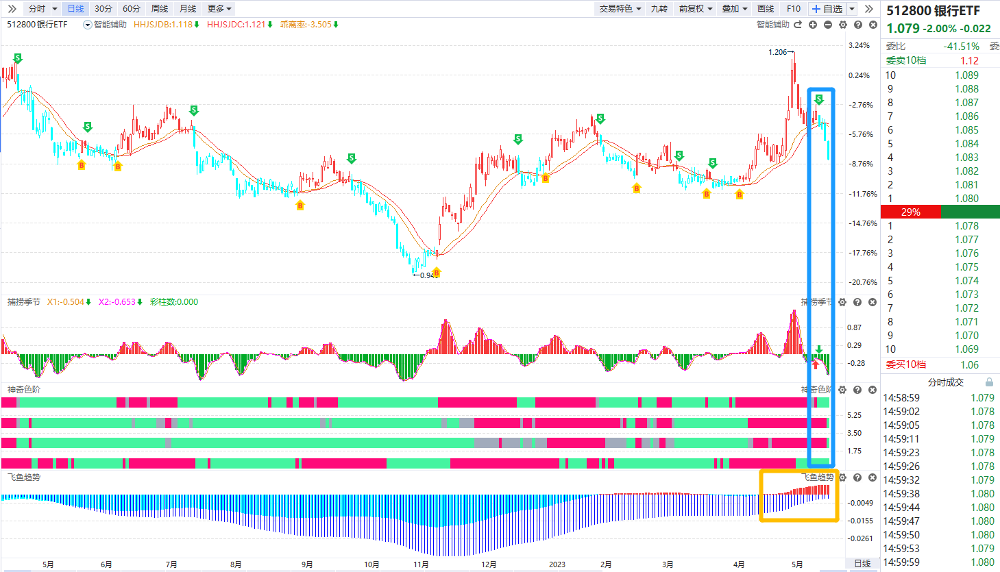 分时 日线 30分 60分 周线 月线 更多 交易特色 九转 前复权 叠加 画线 F10 自选
512800 银行ETF 智能辅助 HHJSJDB:1.118 HHJSJDC:1.121 乖离率:-3.505 智能辅助
3.24%
1.206
0.24%
-2.76%
-5.76%
-8.76%
-11.76%
-14.76%
-17.76%
-20.76%
S
S
S
S
S
S
S
S
S
B
B
B
B
B
B
B
B
捕捞季节 X1:-0.504 X2:-0.653 彩柱数:0.000 捕捞季节
0.87
0.29
-0.28
神奇色阶 神奇色阶
5.25
3.50
1.75
飞鱼趋势 飞鱼趋势
-0.0049
-0.0155
-0.0261
5月 6月 7月 8月 9月 10月 11月 12月 2023 2月 3月 4月 5月 日线
512800 银行ETF
1.079 -2.00% -0.022
委比 -41.51% 委
委卖10档 1.12
10 1.089
9 1.088
8 1.087
7 1.086
6 1.085
5 1.084
4 1.083
3 1.082
2 1.081
1 1.080
29%
1 1.078
2 1.077
3 1.076
4 1.075
5 1.074
6 1.073
7 1.072
8 1.071
9 1.070
10 1.069
委买10档 1.06
分时成交
14:58:59 1.079
14:59:02 1.078
14:59:05 1.078
14:59:11 1.079
14:59:23 1.078
14:59:26 1.078
14:59:32 1.079
14:59:38 1.080
14:59:44 1.080
14:59:47 1.080
14:59:50 1.080
14:59:53 1.079
14:59:59 1.080